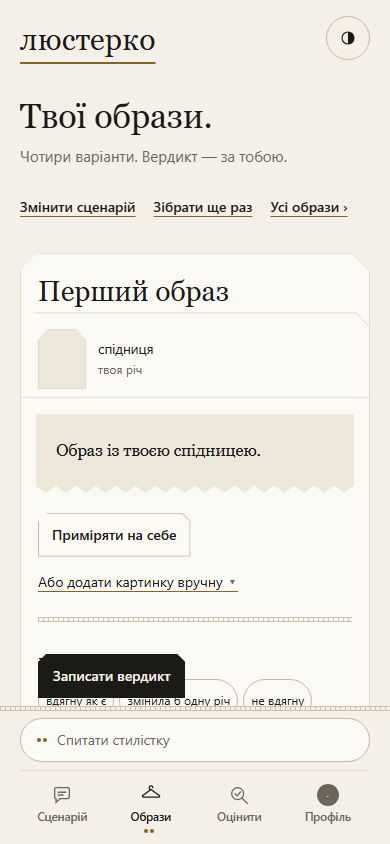 люстерко
Твої образи.
Чотири варіанти. Вердикт — за тобою.
Змінити сценарій Зібрати ще раз Усі образи ›
Перший образ
спідниця
твоя річ
Образ із твоєю спідницею.
Приміряти на себе
Або додати картинку вручну ▾
Записати вердикт
вдягну як є змінила б одну річ не вдягну
Спитати стилістку
Сценарій Образи Оцінити Профіль